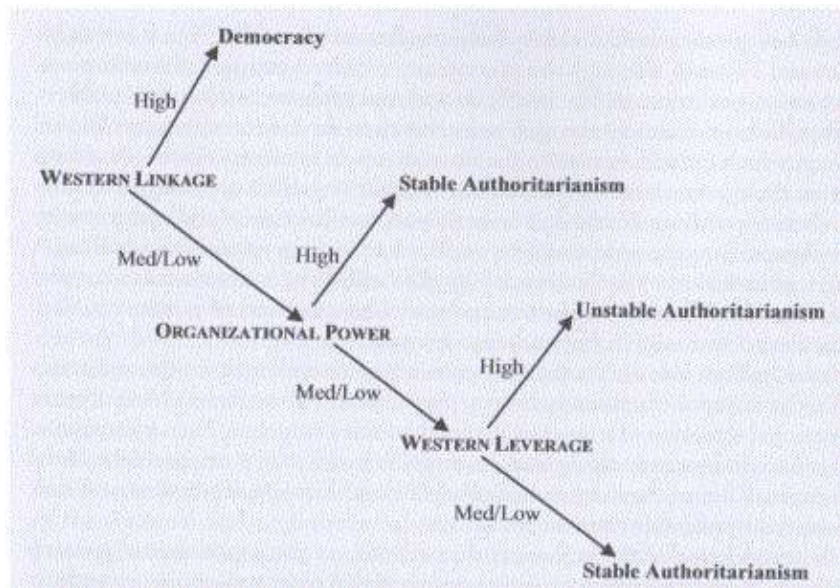 Democracy
High
WESTERN LINKAGE
Stable Authoritarianism
Med/Low
High
Unstable Authoritarianism
ORGANIZATIONAL POWER
Med/Low
High
WESTERN LEVERAGE
Med/Low
Stable Authoritarianism